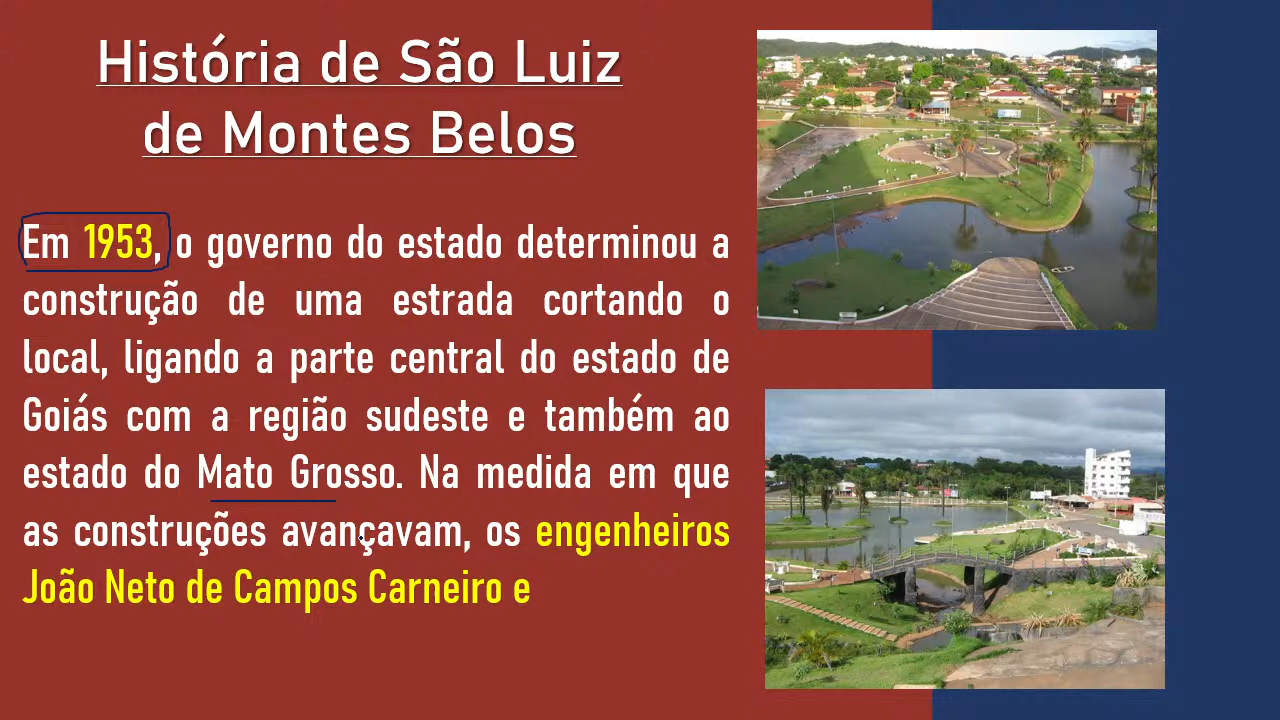 História de São Luiz
de Montes Belos
Em 1953, o governo do estado determinou a
construção de uma estrada cortando o
local, ligando a parte central do estado de
Goiás com a região sudeste e também ao
estado do Mato Grosso. Na medida em que
as construções avançavam, os engenheiros
João Neto de Campos Carneiro e